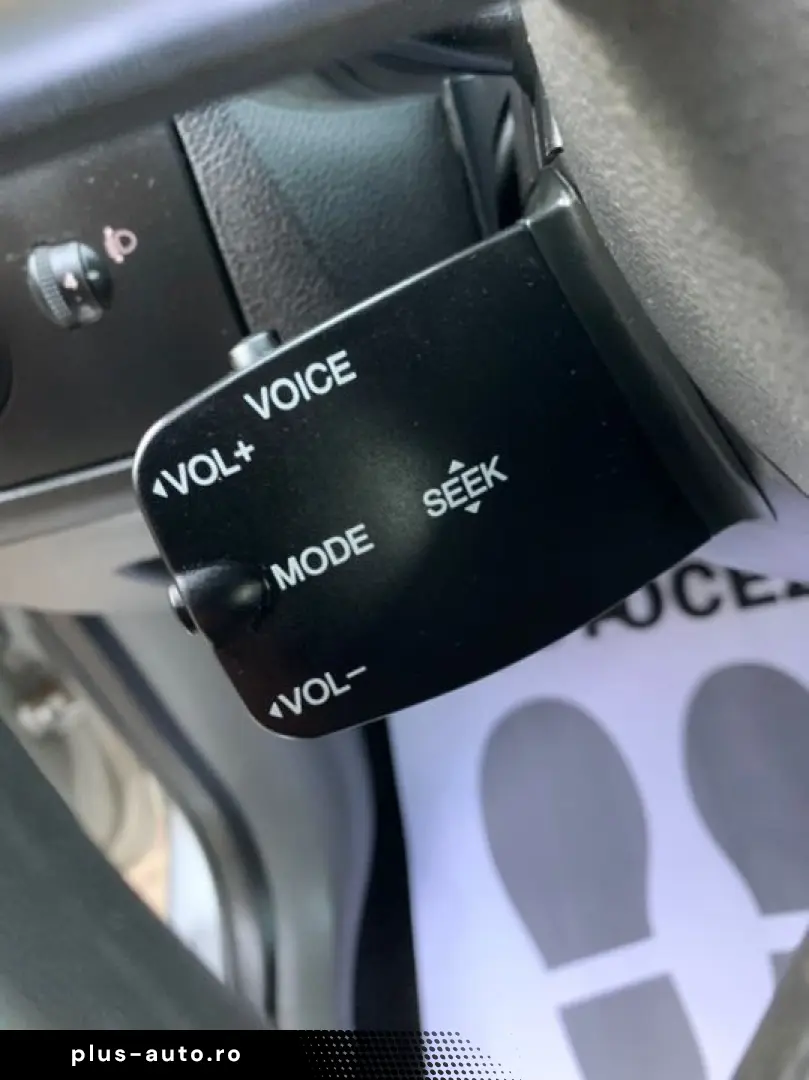 VOICE
◂VOL+
SEEK
MODE
◂VOL−
plus-auto.ro